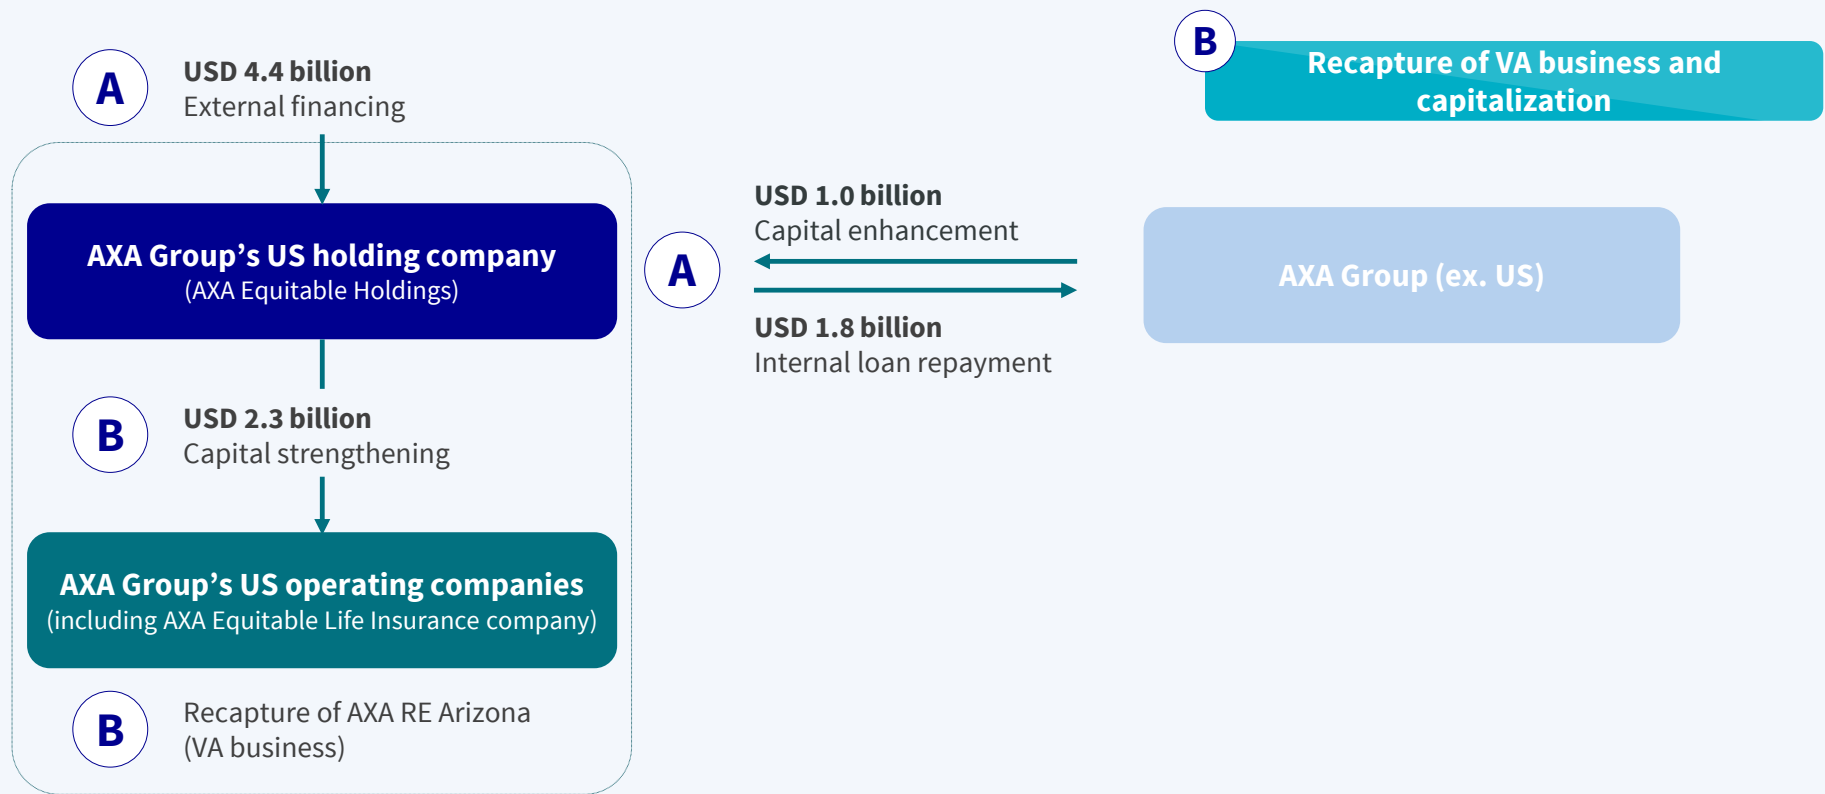 A
USD 4.4 billion
External financing
B
Recapture of VA business and
capitalization
AXA Group’s US holding company
(AXA Equitable Holdings)
A
USD 1.0 billion
Capital enhancement
USD 1.8 billion
Internal loan repayment
AXA Group (ex. US)
B
USD 2.3 billion
Capital strengthening
AXA Group’s US operating companies
(including AXA Equitable Life Insurance company)
B
Recapture of AXA RE Arizona
(VA business)